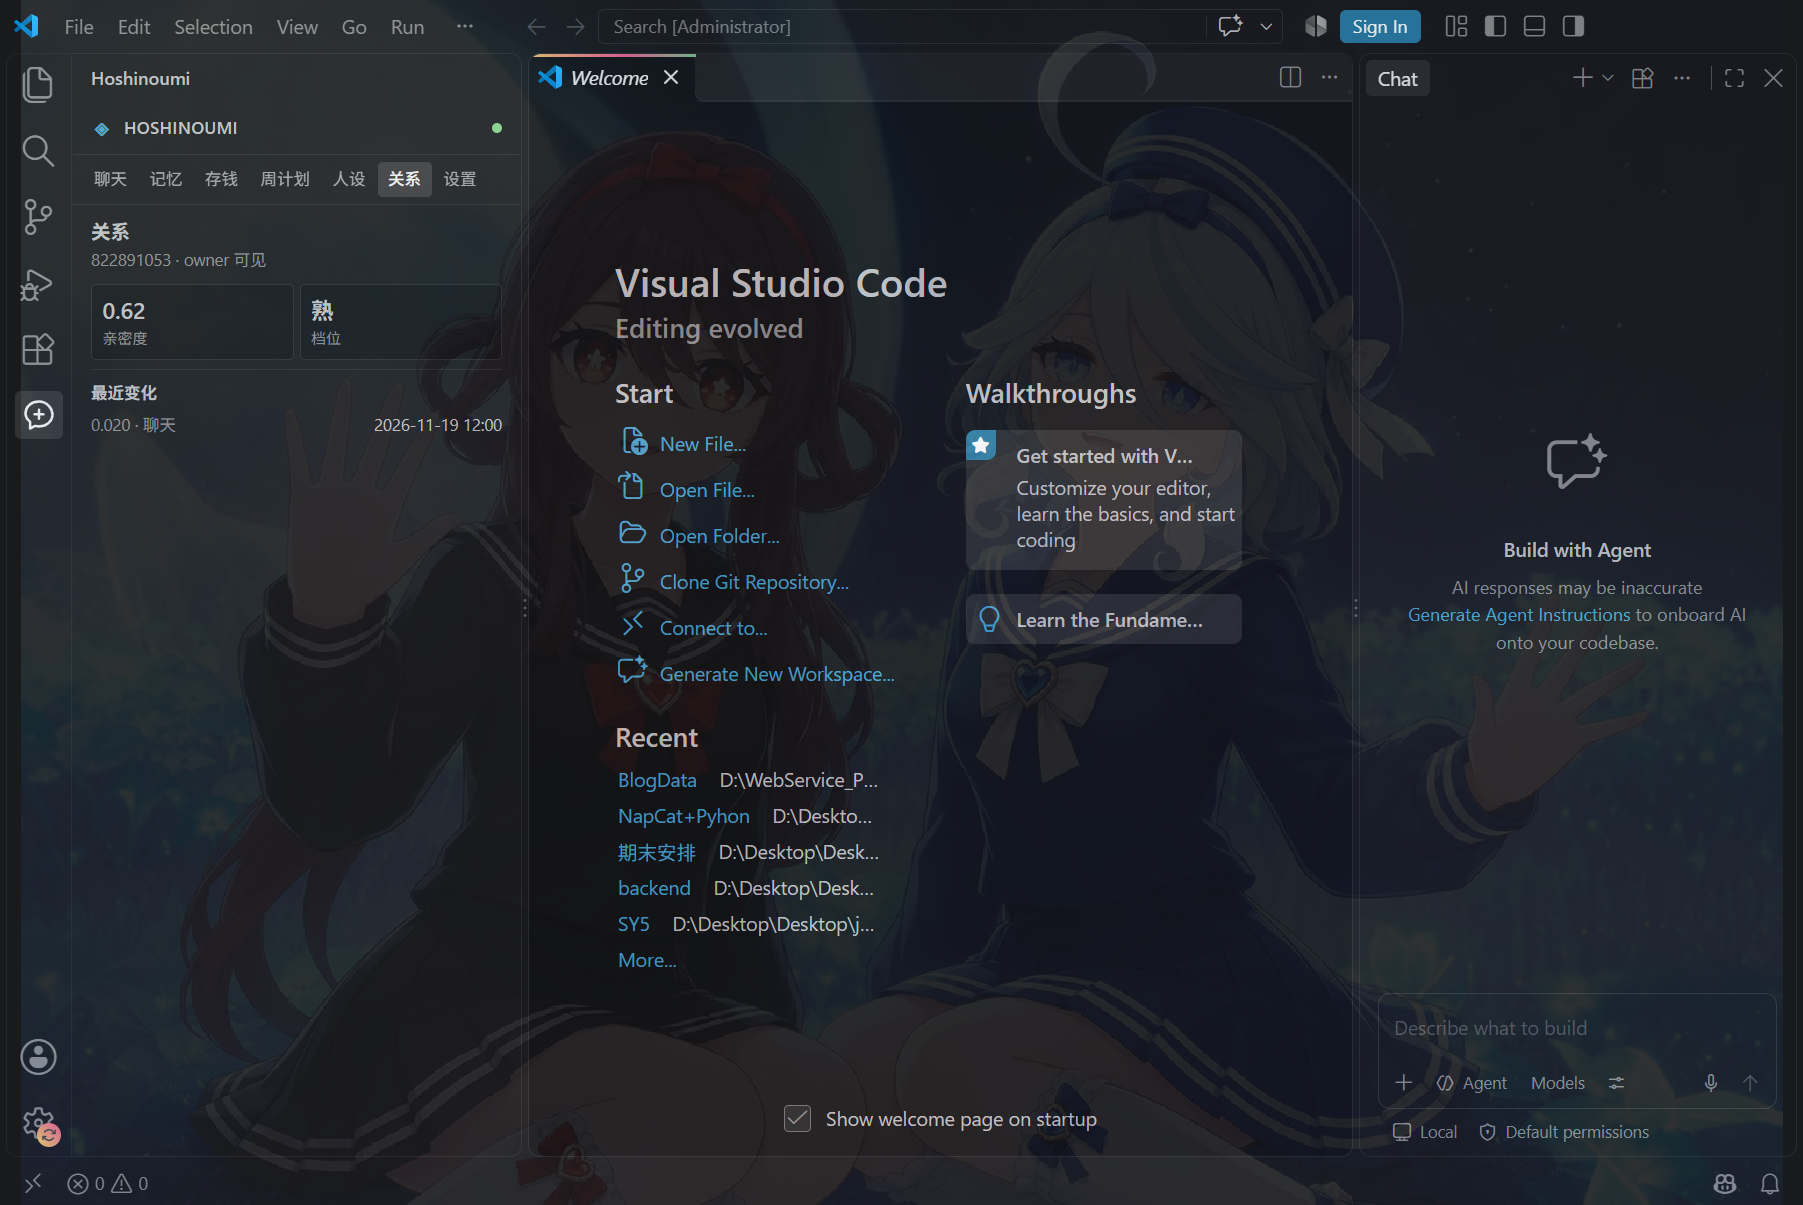 File Edit Selection View Go Run ···
Search [Administrator]
Sign In
Hoshinoumi
HOSHINOUMI
聊天 记忆 存钱 周计划 人设 关系 设置
关系
822891053 · owner 可见
0.62
亲密度
熟
档位
最近变化
0.020 · 聊天 2026-11-19 12:00
Welcome
Visual Studio Code
Editing evolved
Start
New File...
Open File...
Open Folder...
Clone Git Repository...
Connect to...
Generate New Workspace...
Recent
BlogData D:\WebService_P...
NapCat+Pyhon D:\Deskto...
期末安排 D:\Desktop\Desk...
backend D:\Desktop\Desk...
SY5 D:\Desktop\Desktop\j...
More...
Walkthroughs
Get started with V...
Customize your editor,
learn the basics, and start
coding
Learn the Fundame...
Show welcome page on startup
Chat
Build with Agent
AI responses may be inaccurate
Generate Agent Instructions to onboard AI
onto your codebase.
Describe what to build
Agent Models
Local Default permissions
0 0